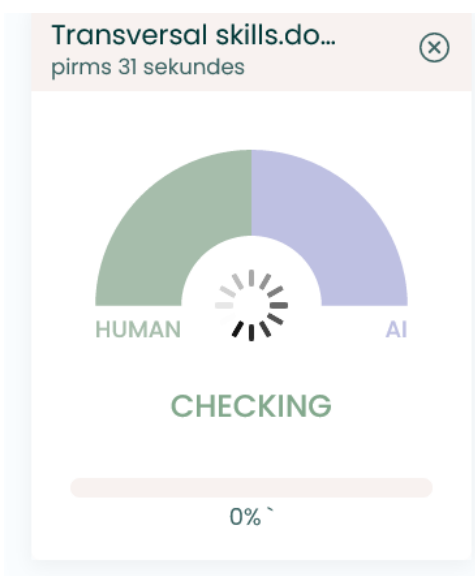 Transversal skills.do...
pirms 31 sekundes
HUMAN
AI
CHECKING
0% `